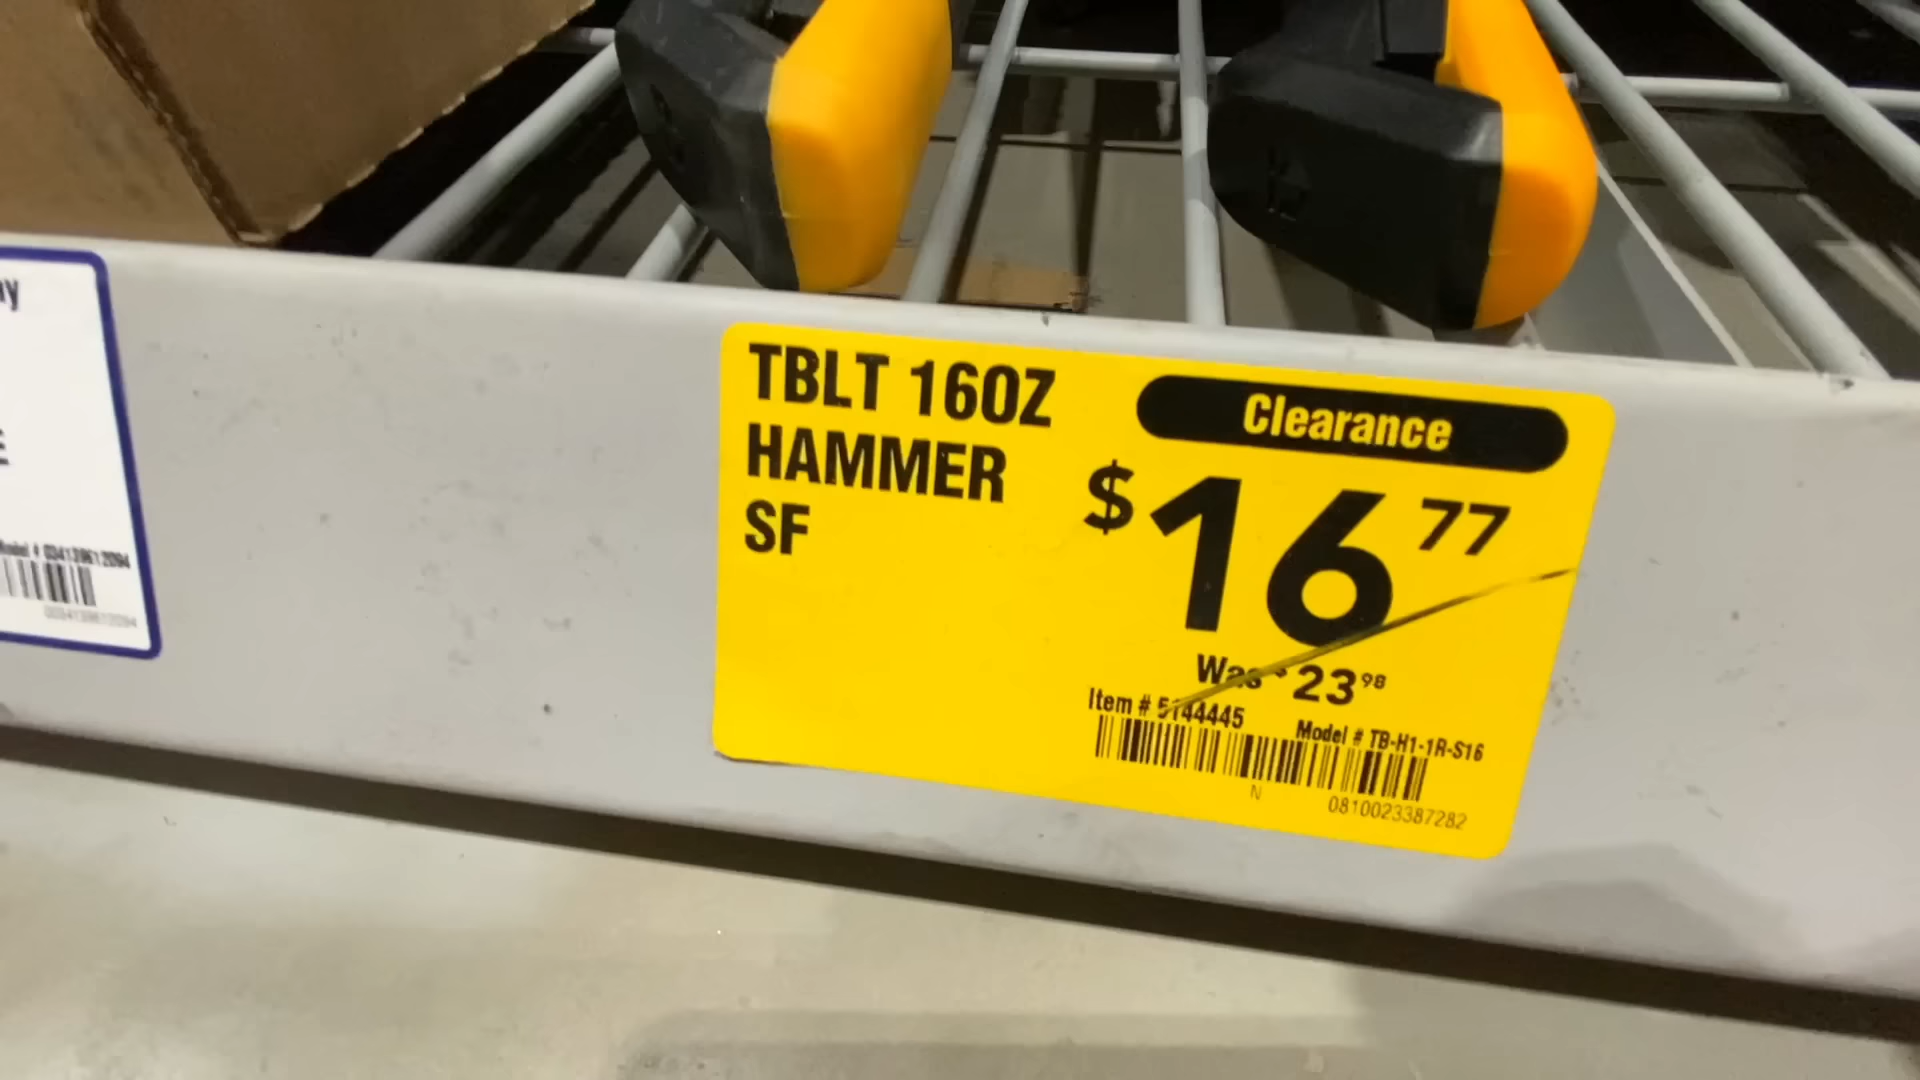 TBLT 16OZ
HAMMER
SF
Clearance
$16 77
Was $23 98
Item # 5144445
Model # TB-H1-1R-S16
N
0810023387282